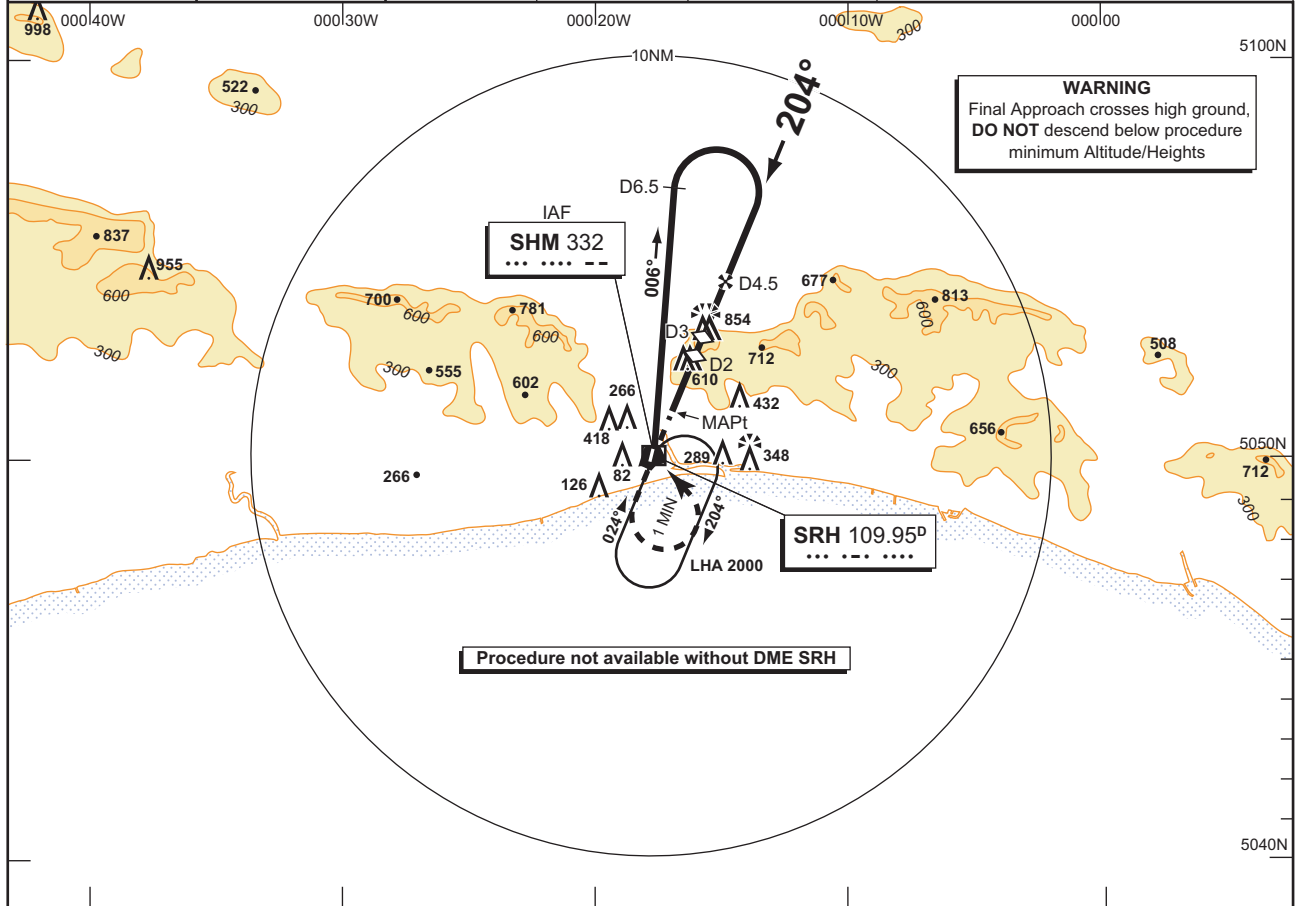 000 40W
000 30W
000 20W
000 10W
000 00
998
300
5100N
10NM
522
300
204°
WARNING
Final Approach crosses high ground,
DO NOT descend below procedure
minimum Altitude/Heights
D6.5
IAF
SHM 332
... .... --
837
955
600
300
006°
D4.5
677
813
600
700
600
781
600
D3
854
712
508
300
555
D2
610
300
602
266
432
418
MAPt
656
5050N
289
348
82
712
266
126
300
024°
1 MIN
204°
SRH 109.95D
... .-. ....
LHA 2000
Procedure not available without DME SRH
5040N